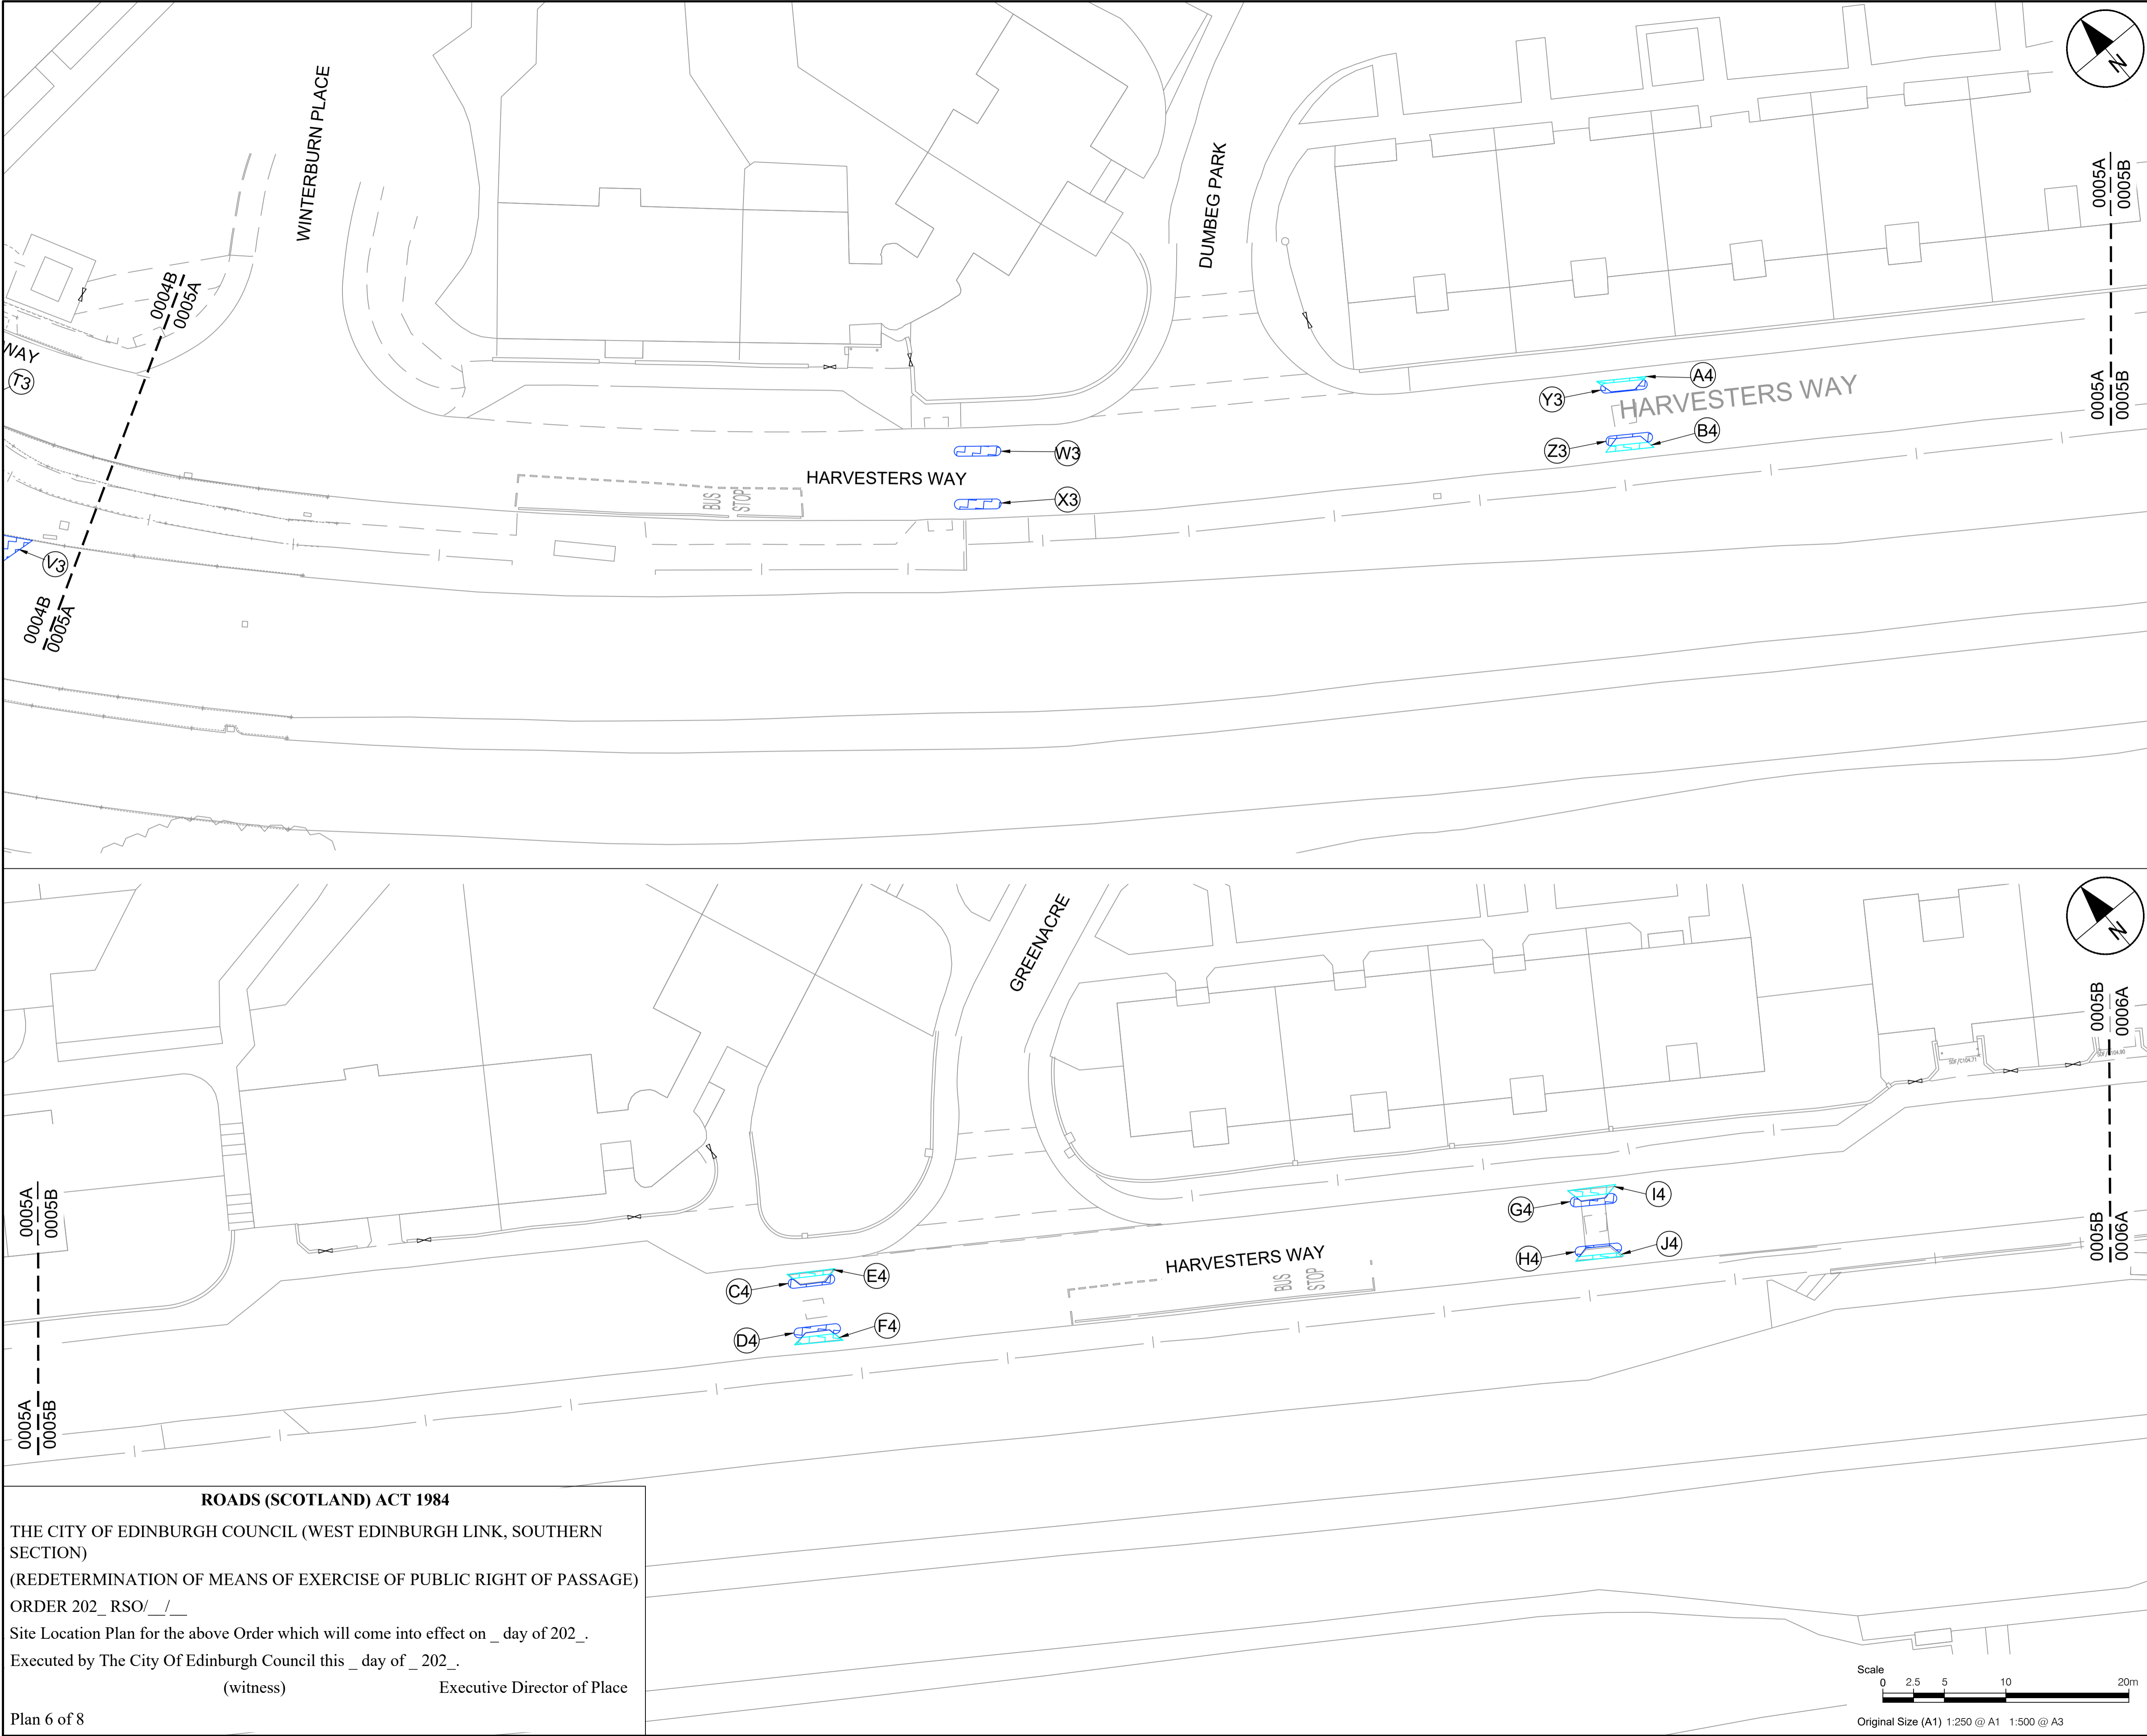 N
WINTERBURN PLACE
DUMBEG PARK
0005A
0005B
0004B
0005A
WAY
T3
A4
Y3
HARVESTERS WAY
0005A
0005B
B4
Z3
W3
HARVESTERS WAY
BUS
STOP
X3
V3
0004B
0005A
N
GREENACRE
0005B
0006A
0005A
0005B
I4
G4
HARVESTERS WAY
BUS
STOP
H4
J4
0005B
0006A
E4
C4
F4
D4
0005A
0005B
ROADS (SCOTLAND) ACT 1984
THE CITY OF EDINBURGH COUNCIL (WEST EDINBURGH LINK, SOUTHERN
SECTION)
(REDETERMINATION OF MEANS OF EXERCISE OF PUBLIC RIGHT OF PASSAGE)
ORDER 202_ RSO/__/__
Site Location Plan for the above Order which will come into effect on _ day of 202_.
Executed by The City Of Edinburgh Council this _ day of _ 202_.
(witness) Executive Director of Place
Plan 6 of 8
Scale
0 2.5 5 10 20m
Original Size (A1) 1:250 @ A1 1:500 @ A3